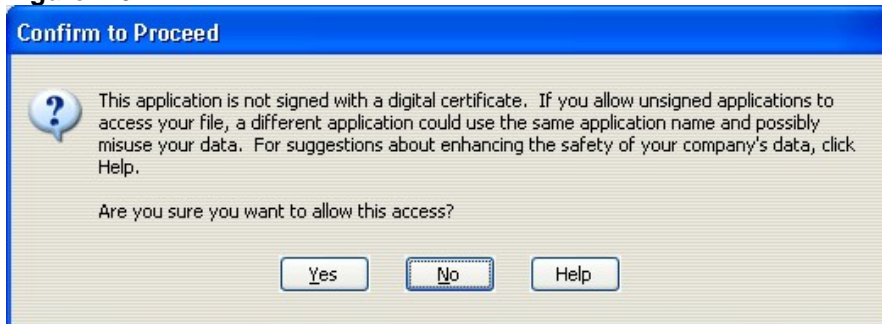 Confirm to Proceed
This application is not signed with a digital certificate. If you allow unsigned applications to
access your file, a different application could use the same application name and possibly
misuse your data. For suggestions about enhancing the safety of your company's data, click
Help.
Are you sure you want to allow this access?
Yes No Help